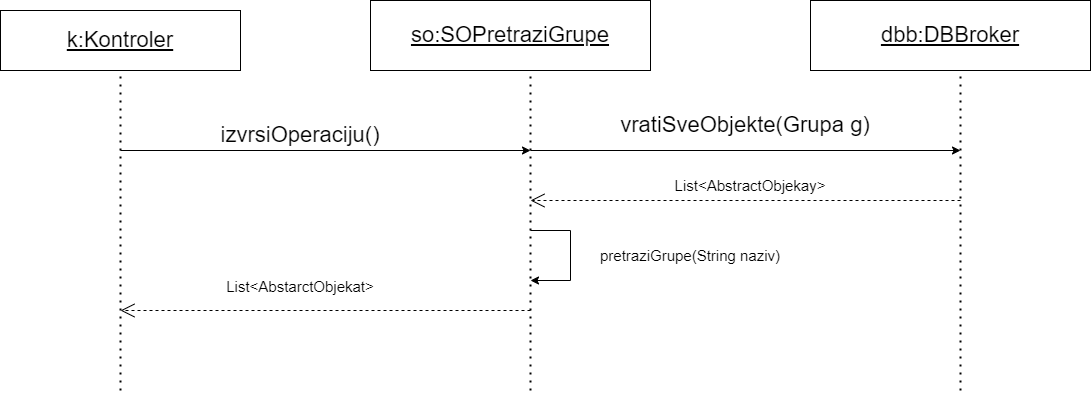 k:Kontroler
so:SOPretraziGrupe
dbb:DBBroker
izvrsiOperaciju()
vratiSveObjekte(Grupa g)
List<AbstractObjekay>
pretraziGrupe(String naziv)
List<AbstarctObjekat>